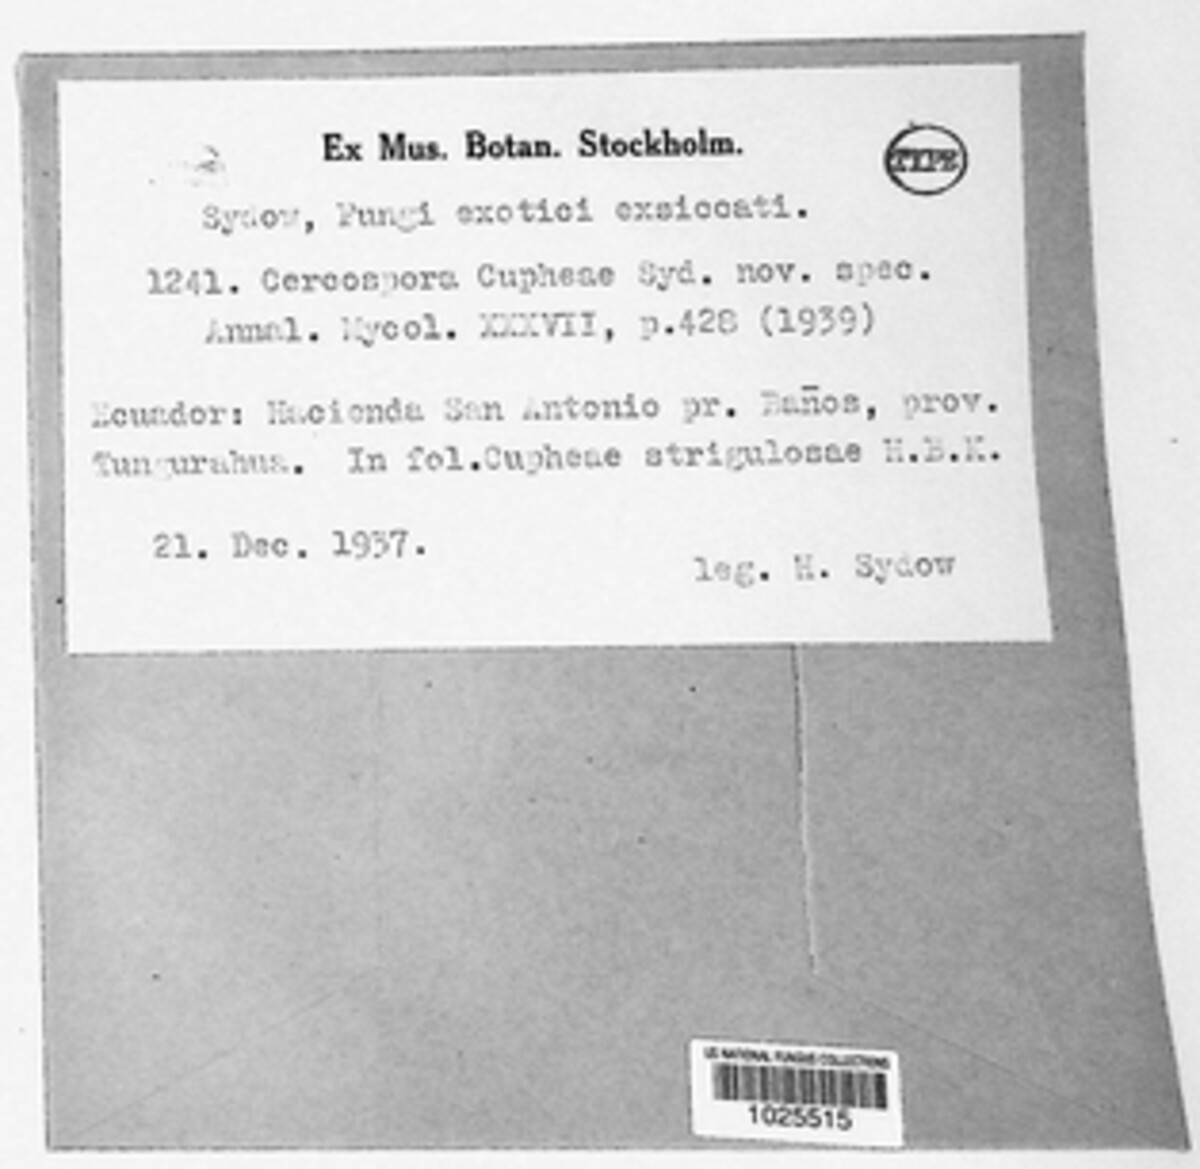 Ex Mus. Botan. Stockholm.
TYPE
Sydow, Fungi exotici exsiccati.
1241. Cercospora Cupheae Syd. nov. spec.
Annal. Mycol. XXXVII, p.428 (1939)
Ecuador: Hacienda San Antonio pr. Baños, prov.
Tungurahua. In fol.Cupheae strigulosae H.B.K.
21. Dec. 1937.
leg. H. Sydow
US NATIONAL FUNGUS COLLECTIONS
1025515